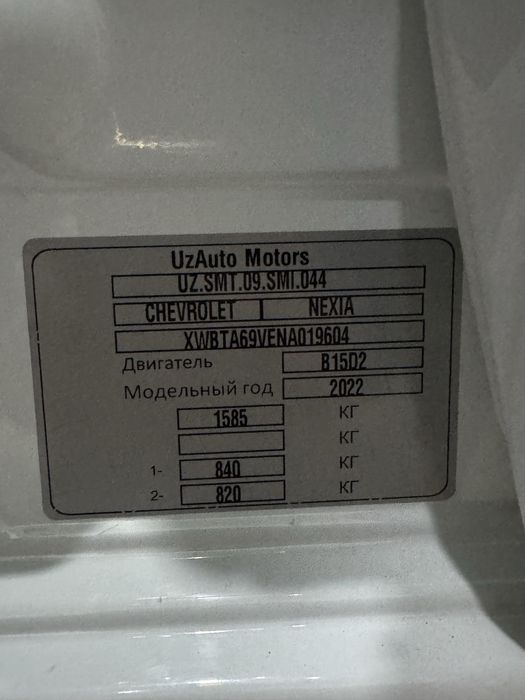 UzAuto Motors
UZ.SMT.09.SMI.044
CHEVROLET NEXIA
XWBTA69VENA019604
Двигатель B15D2
Модельный год 2022
1585 КГ
КГ
1- 840 КГ
2- 820 КГ